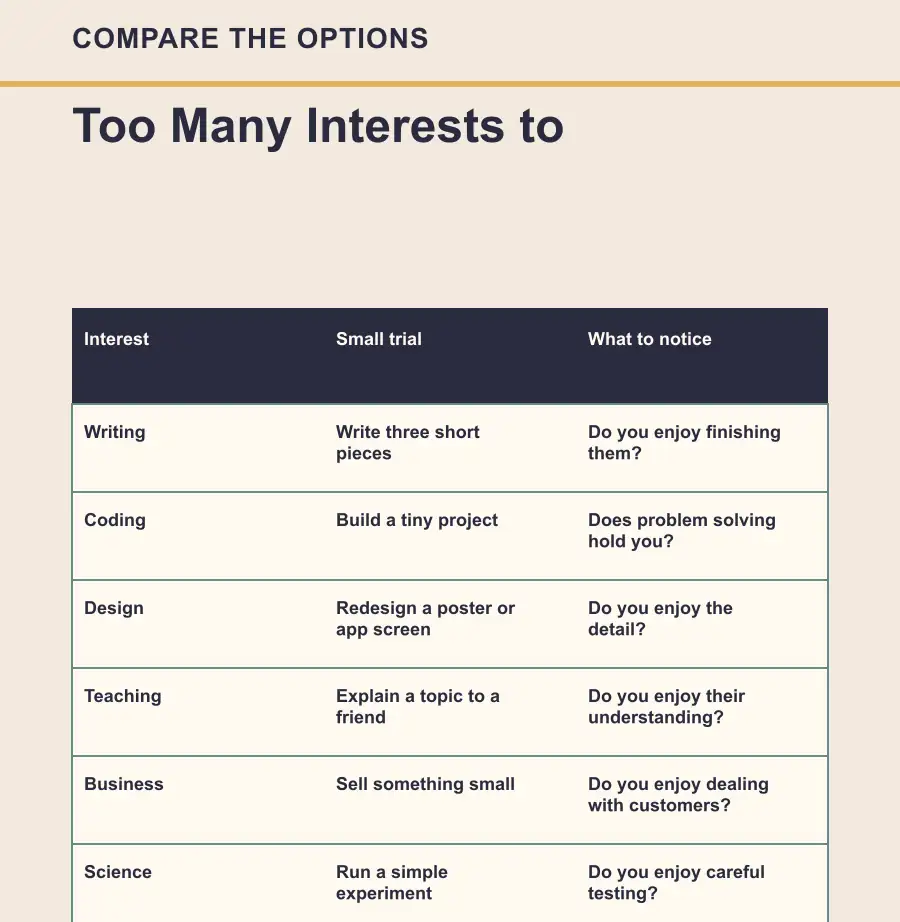 COMPARE THE OPTIONS
Too Many Interests to
Interest
Small trial
What to notice
Writing
Write three short
pieces
Do you enjoy finishing
them?
Coding
Build a tiny project
Does problem solving
hold you?
Design
Redesign a poster or
app screen
Do you enjoy the
detail?
Teaching
Explain a topic to a
friend
Do you enjoy their
understanding?
Business
Sell something small
Do you enjoy dealing
with customers?
Science
Run a simple
experiment
Do you enjoy careful
testing?